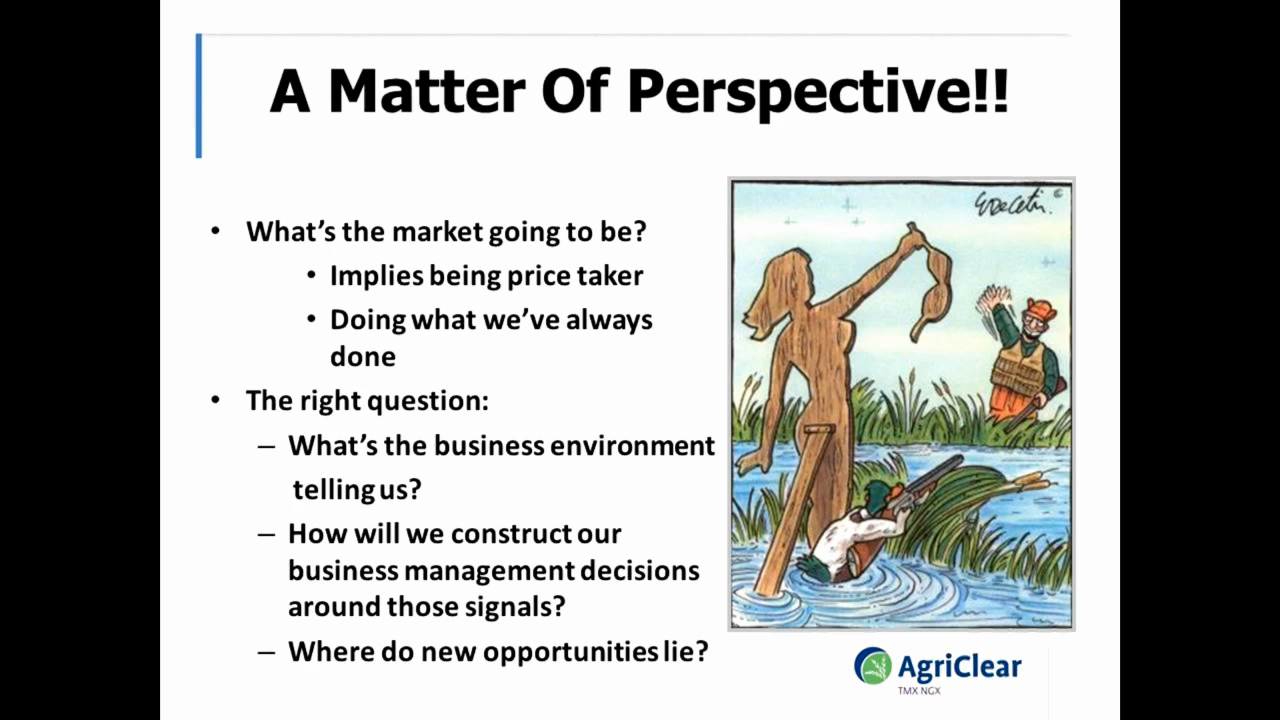 A Matter Of Perspective!!
• What's the market going to be?
• Implies being price taker
• Doing what we've always
done
• The right question:
– What's the business environment
telling us?
– How will we construct our
business management decisions
around those signals?
– Where do new opportunities lie?
AgriClear
TMX NGX